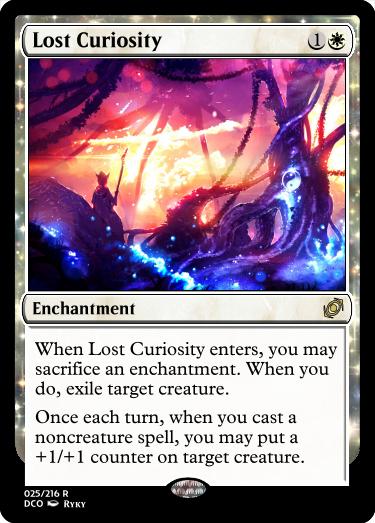 Lost Curiosity 1
Enchantment
When Lost Curiosity enters, you may
sacrifice an enchantment. When you
do, exile target creature.
Once each turn, when you cast a
noncreature spell, you may put a
+1/+1 counter on target creature.
025/216 R
DCO RYKY